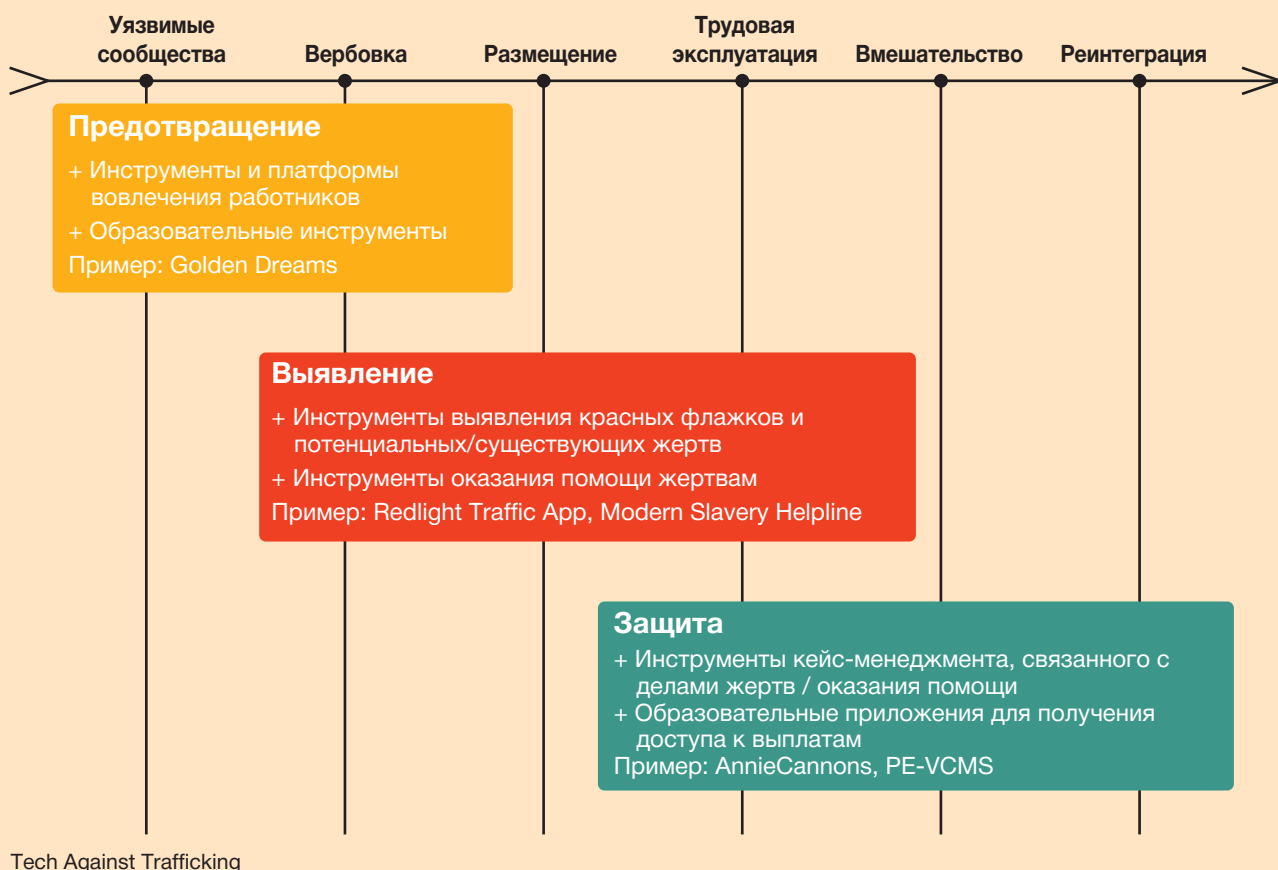 Уязвимые сообщества
Вербовка
Размещение
Трудовая эксплуатация
Вмешательство
Реинтеграция
Предотвращение
+ Инструменты и платформы
вовлечения работников
+ Образовательные инструменты
Пример: Golden Dreams
Выявление
+ Инструменты выявления красных флажков и
потенциальных/существующих жертв
+ Инструменты оказания помощи жертвам
Пример: Redlight Traffic App, Modern Slavery Helpline
Защита
+ Инструменты кейс-менеджмента, связанного с
делами жертв / оказания помощи
+ Образовательные приложения для получения
доступа к выплатам
Пример: AnnieCannons, PE-VCMS
Tech Against Trafficking